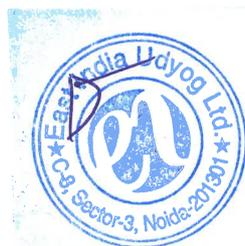 ★ East India Udyog Ltd. ★
C-8, Sector-3, Noida-201301